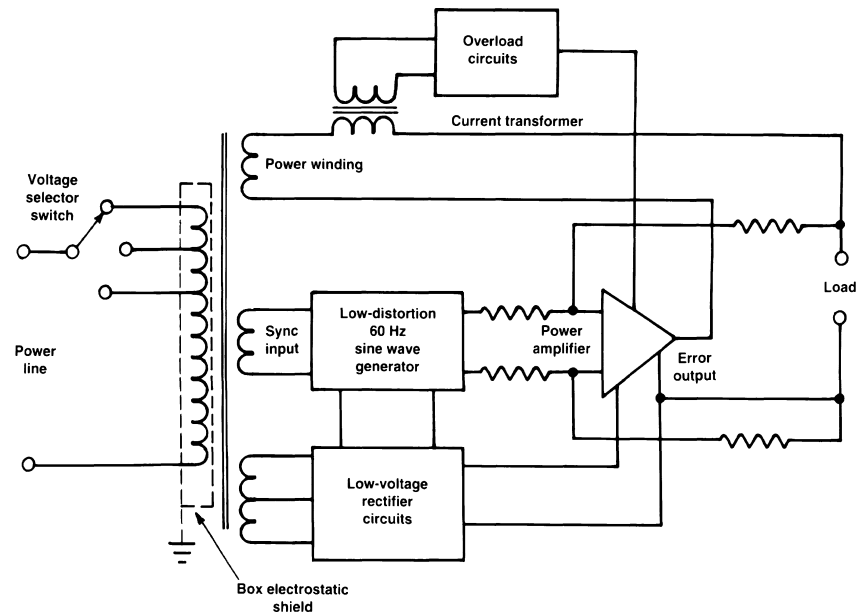 Overload
circuits
Current transformer
Power winding
Voltage
selector
switch
Load
Low-distortion
60 Hz
sine wave
generator
Sync
input
Power
amplifier
Error
output
Power
line
Low-voltage
rectifier
circuits
Box electrostatic
shield